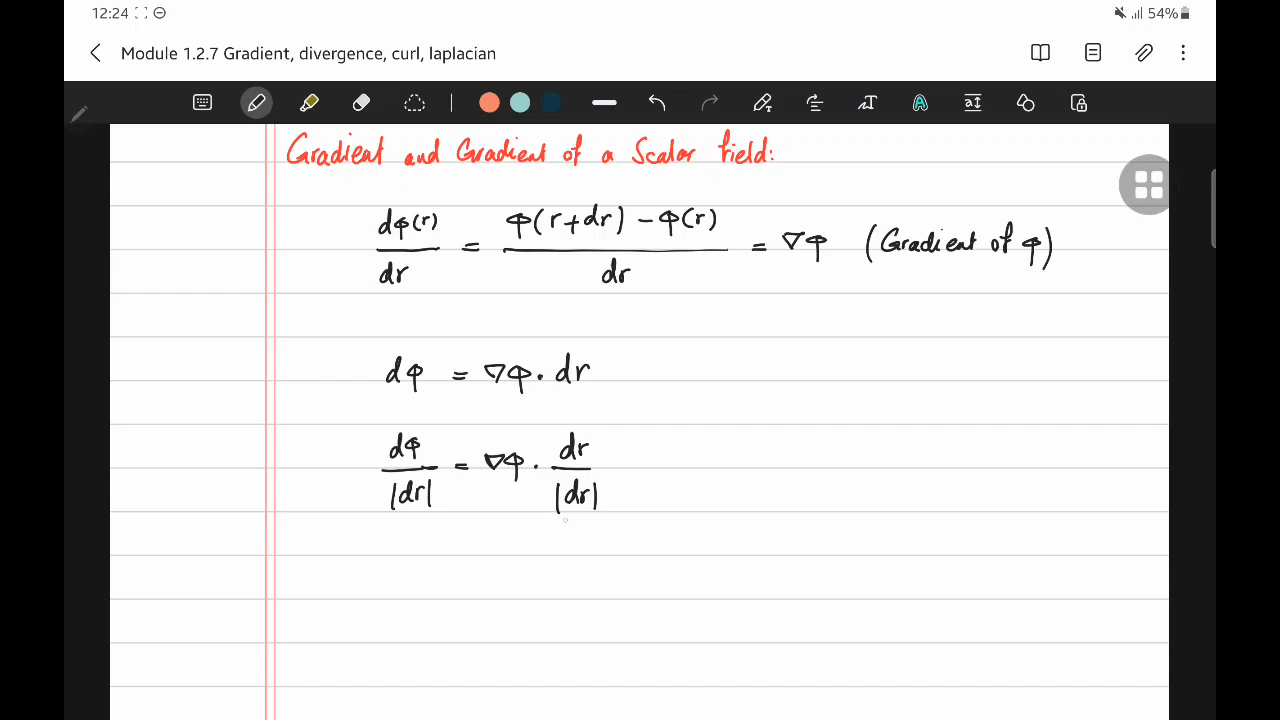 12:24 54%
Module 1.2.7 Gradient, divergence, curl, laplacian
Gradient and Gradient of a Scalar field:
dφ(r)/dr = φ(r+dr) − φ(r)/dr = ∇φ (Gradient of φ)
dφ = ∇φ · dr
dφ/|dr| = ∇φ · dr/|dr|